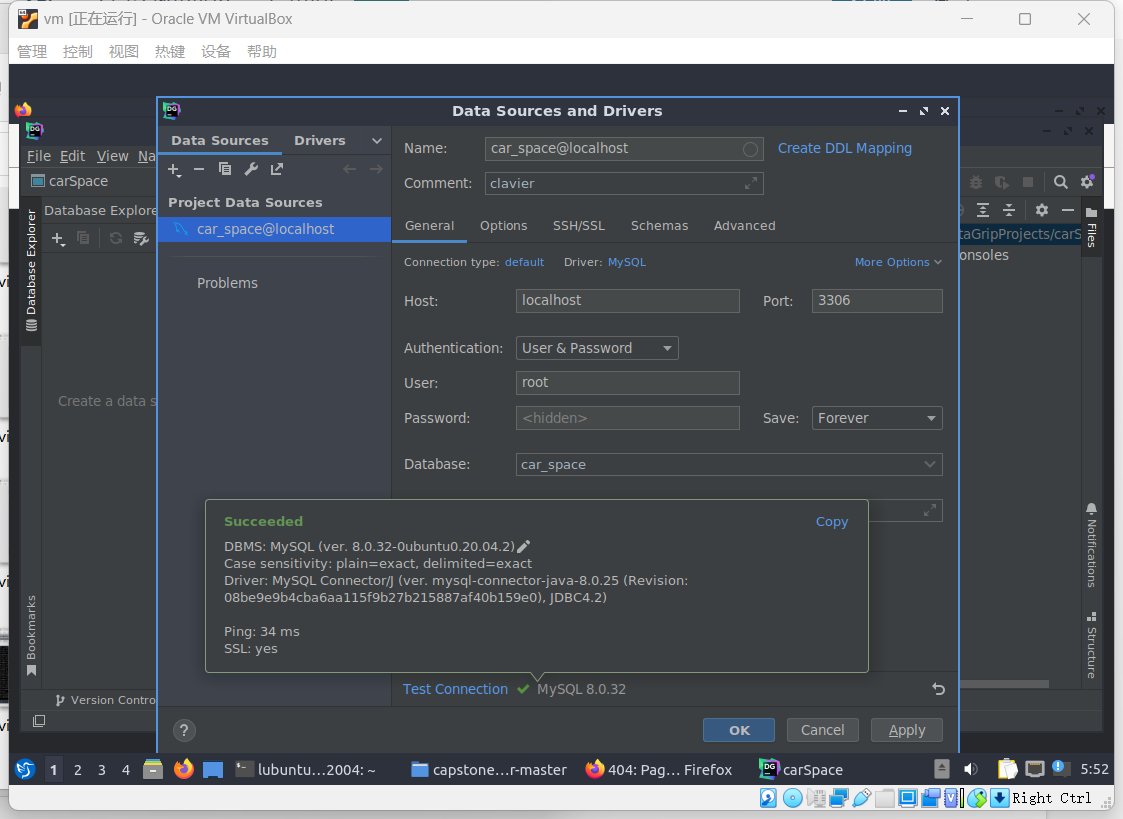 vm [正在运行] - Oracle VM VirtualBox
管理 控制 视图 热键 设备 帮助
DG Data Sources and Drivers
DG
File Edit View Na
carSpace
Database Explore
Database Explorer
Create a data s
Bookmarks
Version Contro
Data Sources Drivers
Project Data Sources
car_space@localhost
Problems
Name: car_space@localhost Create DDL Mapping
Comment: clavier
General Options SSH/SSL Schemas Advanced
Connection type: default Driver: MySQL More Options
Host: localhost Port: 3306
Authentication: User & Password
User: root
Password: <hidden> Save: Forever
Database: car_space
Succeeded Copy
DBMS: MySQL (ver. 8.0.32-0ubuntu0.20.04.2)
Case sensitivity: plain=exact, delimited=exact
Driver: MySQL Connector/J (ver. mysql-connector-java-8.0.25 (Revision:
08be9e9b4cba6aa115f9b27b215887af40b159e0), JDBC4.2)
Ping: 34 ms
SSL: yes
Test Connection MySQL 8.0.32
? OK Cancel Apply
taGripProjects/carS
onsoles
Files
Notifications
Structure
1 2 3 4 lubuntu...2004: ~ capstone...r-master 404: Pag... Firefox DG carSpace 5:52
Right Ctrl